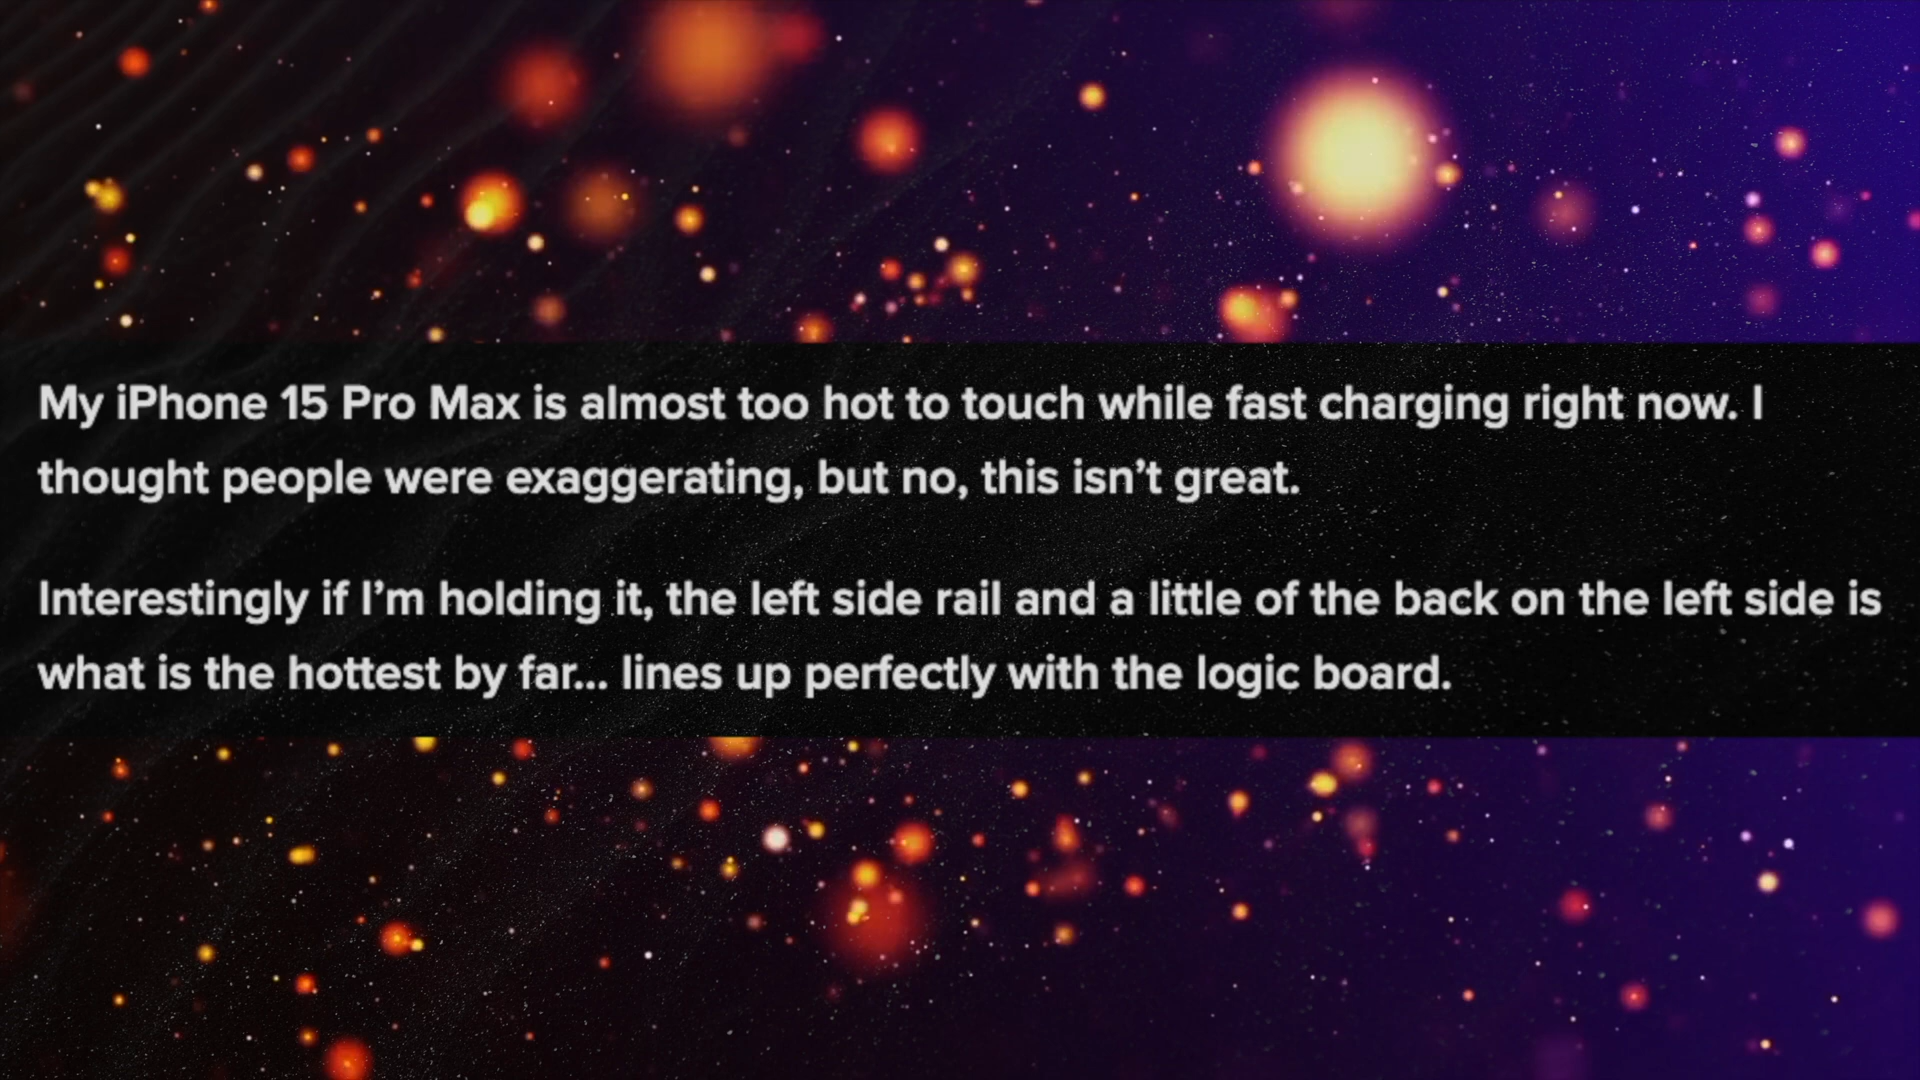 My iPhone 15 Pro Max is almost too hot to touch while fast charging right now. I
thought people were exaggerating, but no, this isn’t great.
Interestingly if I’m holding it, the left side rail and a little of the back on the left side is
what is the hottest by far... lines up perfectly with the logic board.